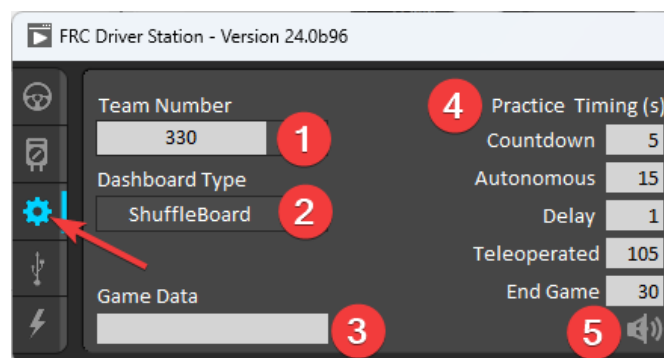 FRC Driver Station - Version 24.0b96
Team Number
330
1
Dashboard Type
ShuffleBoard
2
Game Data
3
4
Practice Timing (s)
Countdown 5
Autonomous 15
Delay 1
Teleoperated 105
End Game 30
5